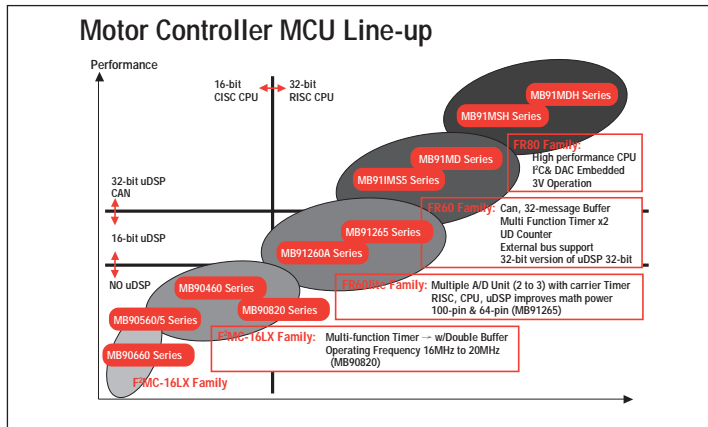 Motor Controller MCU Line-up
Performance
16-bit
CISC CPU
32-bit
RISC CPU
MB91MDH Series
MB91MSH Series
FR80 Family:
High performance CPU
I²C& DAC Embedded
3V Operation
MB91MD Series
MB91IMS5 Series
32-bit uDSP
CAN
FR60 Family: Can, 32-message Buffer
Multi Function Timer x2
UD Counter
External bus support
32-bit version of uDSP 32-bit
16-bit uDSP
MB91265 Series
MB91260A Series
NO uDSP
FR60lite Family: Multiple A/D Unit (2 to 3) with carrier Timer
RISC, CPU, uDSP improves math power
100-pin & 64-pin (MB91265)
MB90460 Series
MB90820 Series
MB90560/5 Series
F²MC-16LX Family: Multi-function Timer → w/Double Buffer
Operating Frequency 16MHz to 20MHz
(MB90820)
MB90660 Series
F²MC-16LX Family